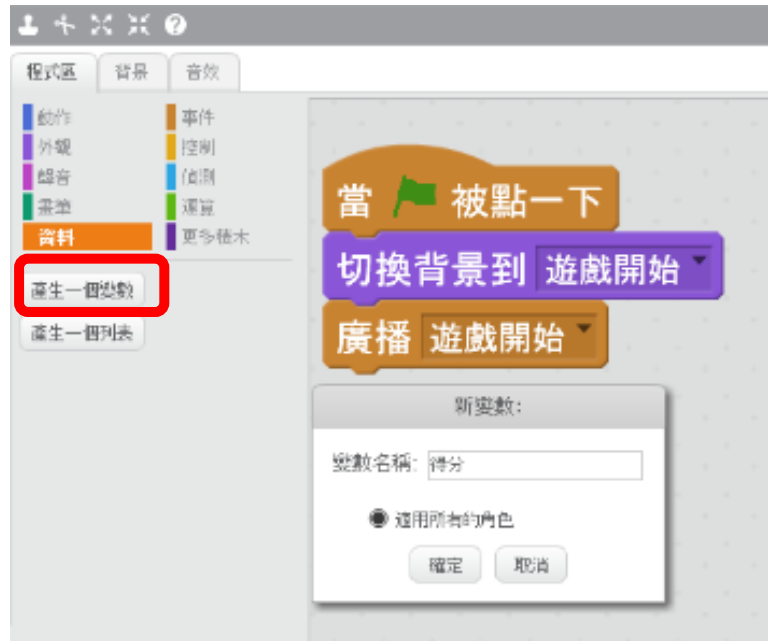 程式區 背景 音效
動作 事件
外觀 控制
聲音 偵測
畫筆 運算
資料 更多積木
產生一個變數
產生一個列表
當 被點一下
切換背景到 遊戲開始
廣播 遊戲開始
新變數:
變數名稱: 得分
適用所有的角色
確定 取消